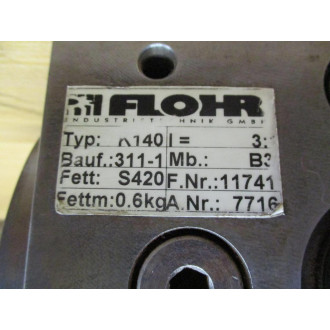 FLOHR
INDUSTRIETECHNIK GMBH
Typ: K140 I = 3:
Bauf.:311-1 Mb.: B3
Fett: S420 F.Nr.:11741
Fettm:0.6kg A.Nr.: 7716